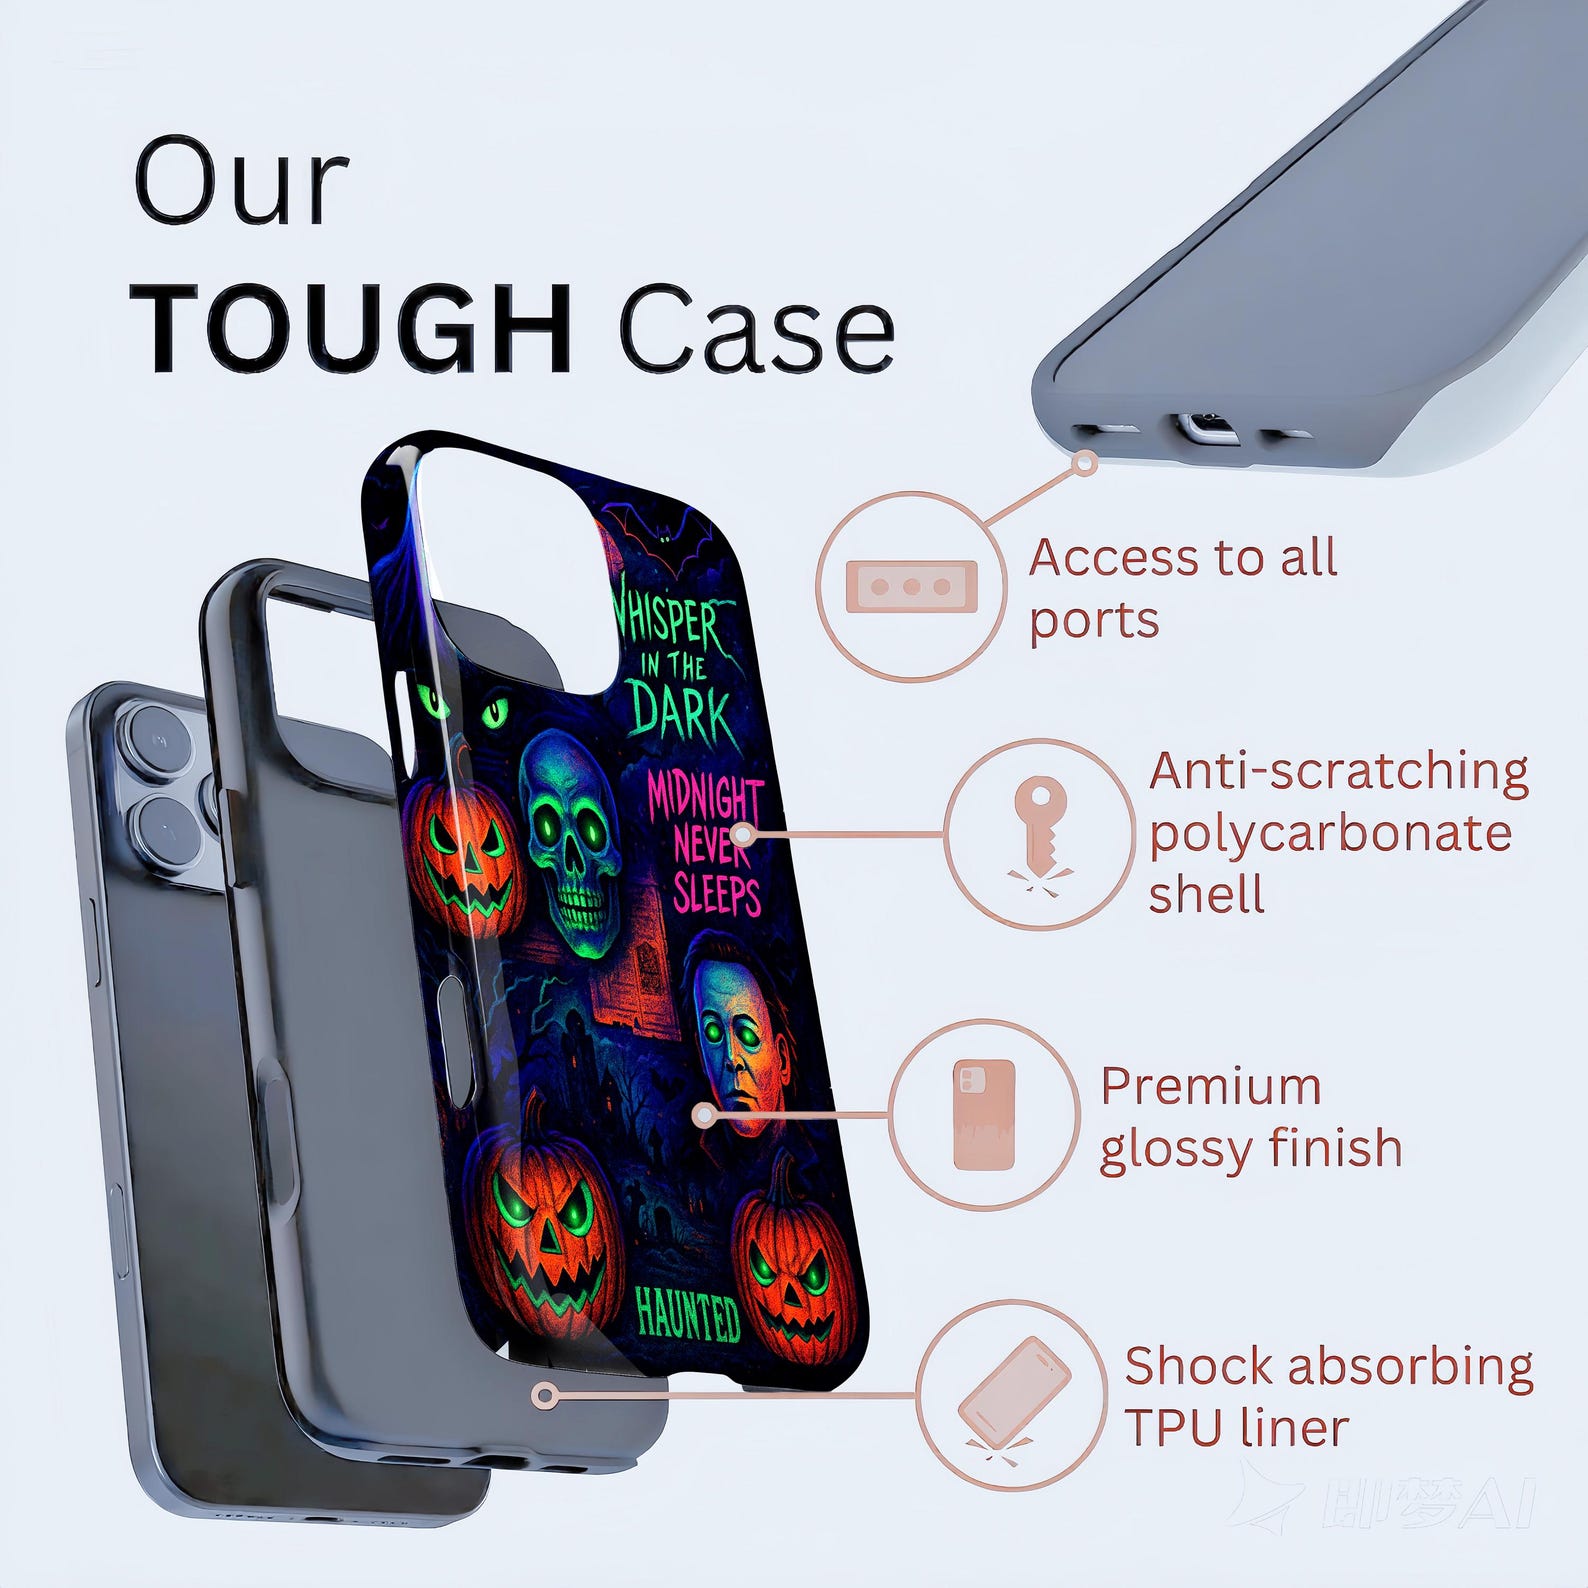 Our
TOUGH Case
Access to all
ports
WHISPER
IN THE
DARK
MIDNIGHT
NEVER
SLEEPS
Anti-scratching
polycarbonate
shell
Premium
glossy finish
HAUNTED
Shock absorbing
TPU liner
即梦AI